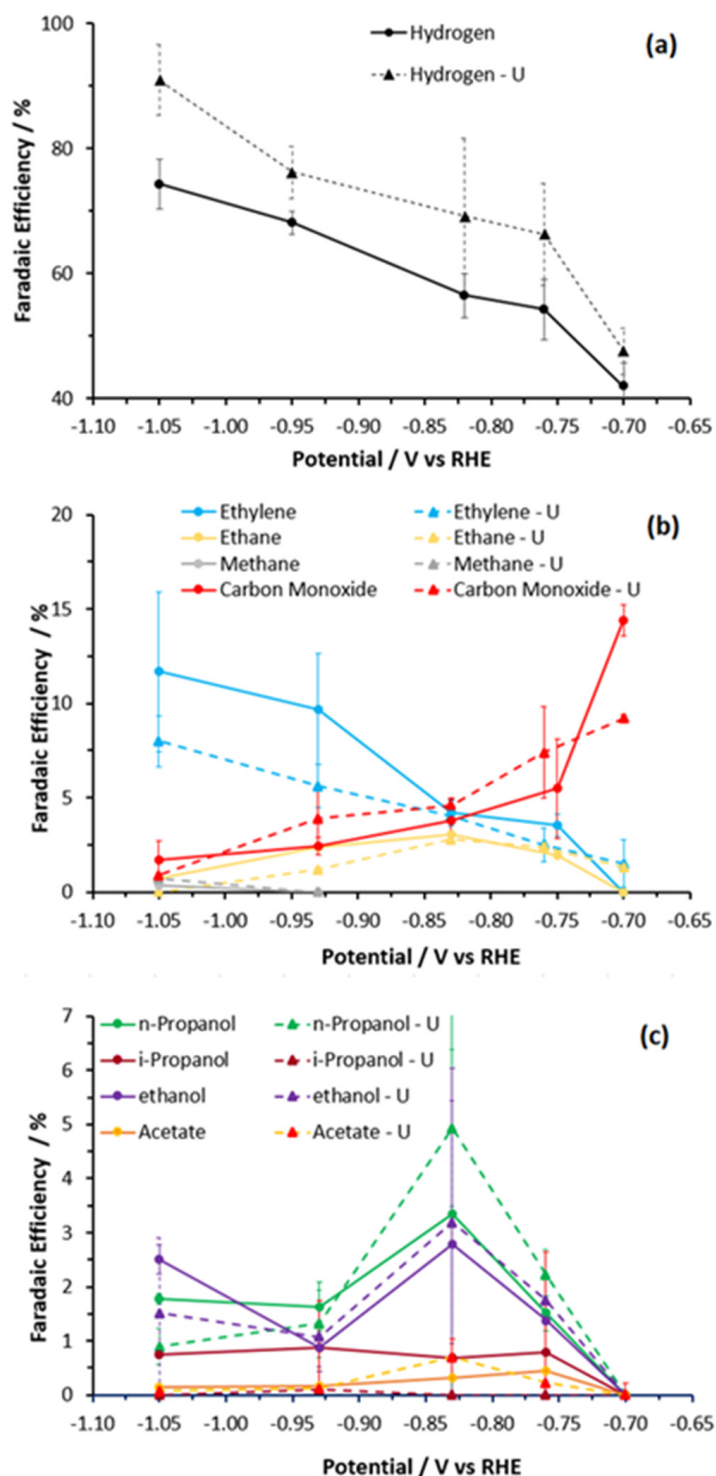 100
80
60
40
Faradaic Efficiency / %
Hydrogen
Hydrogen - U
(a)
-1.10 -1.05 -1.00 -0.95 -0.90 -0.85 -0.80 -0.75 -0.70 -0.65
Potential / V vs RHE
20
15
10
5
0
Faradaic Efficiency / %
Ethylene Ethylene - U
Ethane Ethane - U
Methane Methane - U
Carbon Monoxide Carbon Monoxide - U
(b)
-1.10 -1.05 -1.00 -0.95 -0.90 -0.85 -0.80 -0.75 -0.70 -0.65
Potential / V vs RHE
7
6
5
4
3
2
1
0
Faradaic Efficiency / %
n-Propanol n-Propanol - U
i-Propanol i-Propanol - U
ethanol ethanol - U
Acetate Acetate - U
(c)
-1.10 -1.05 -1.00 -0.95 -0.90 -0.85 -0.80 -0.75 -0.70 -0.65
Potential / V vs RHE